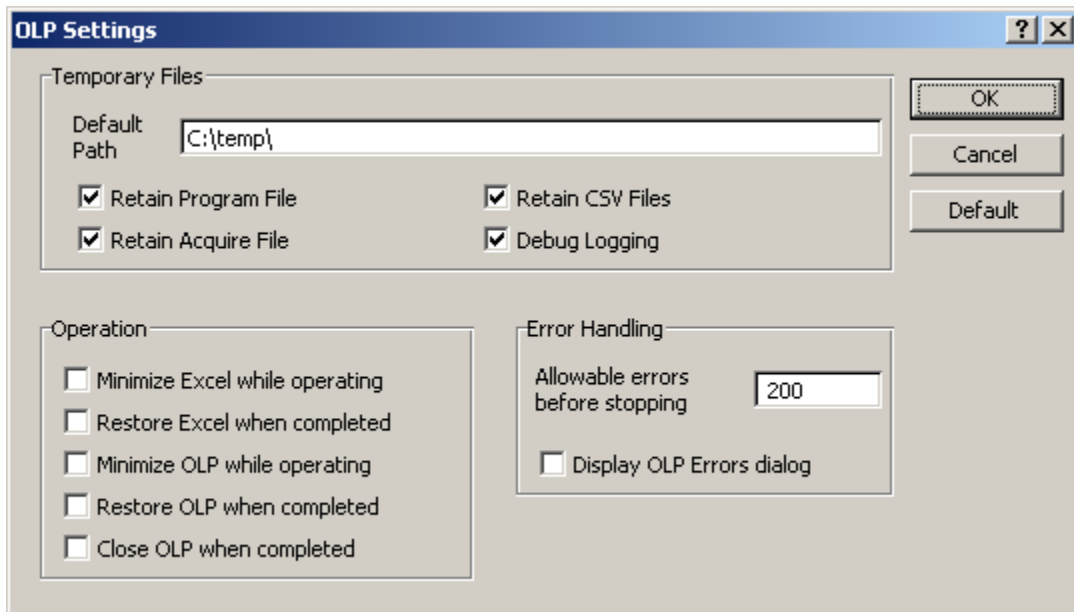 OLP Settings
Temporary Files
Default
Path
C:\temp\
Retain Program File
Retain CSV Files
Retain Acquire File
Debug Logging
OK
Cancel
Default
Operation
Minimize Excel while operating
Restore Excel when completed
Minimize OLP while operating
Restore OLP when completed
Close OLP when completed
Error Handling
Allowable errors
before stopping
200
Display OLP Errors dialog